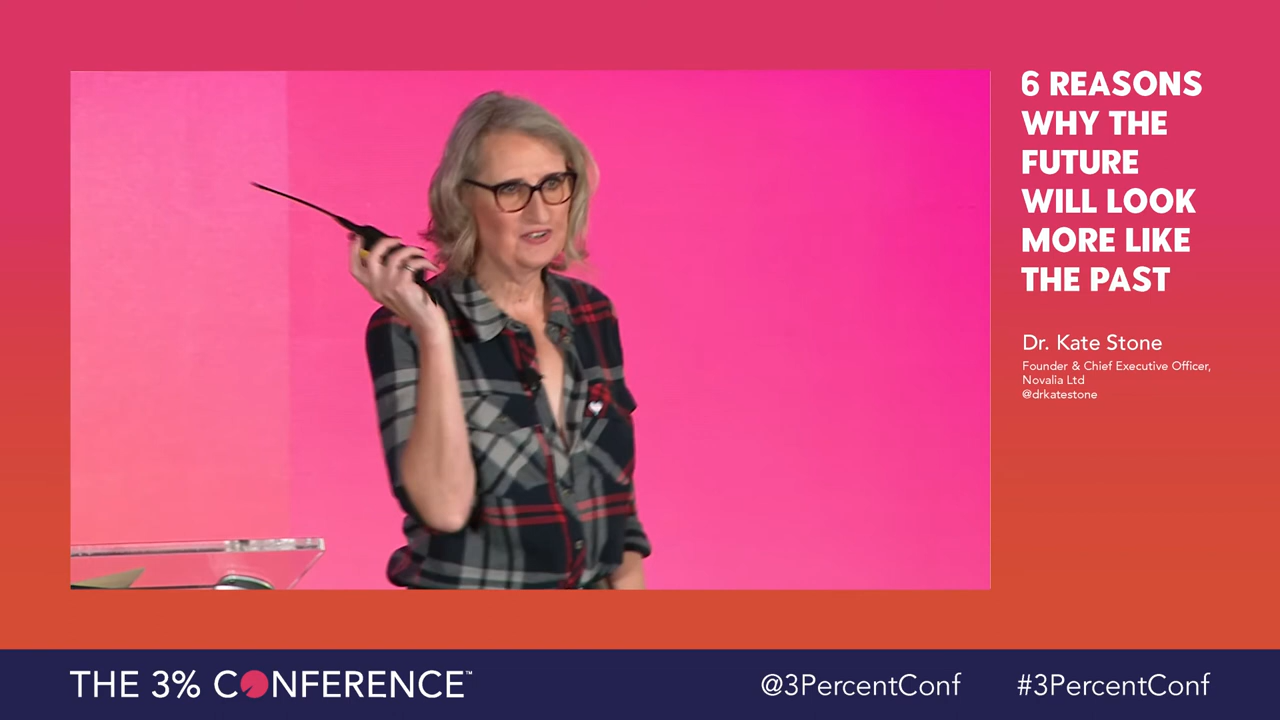 6 REASONS
WHY THE
FUTURE
WILL LOOK
MORE LIKE
THE PAST
Dr. Kate Stone
Founder & Chief Executive Officer,
Novalia Ltd
@drkatestone
THE 3% CONFERENCE™
@3PercentConf
#3PercentConf